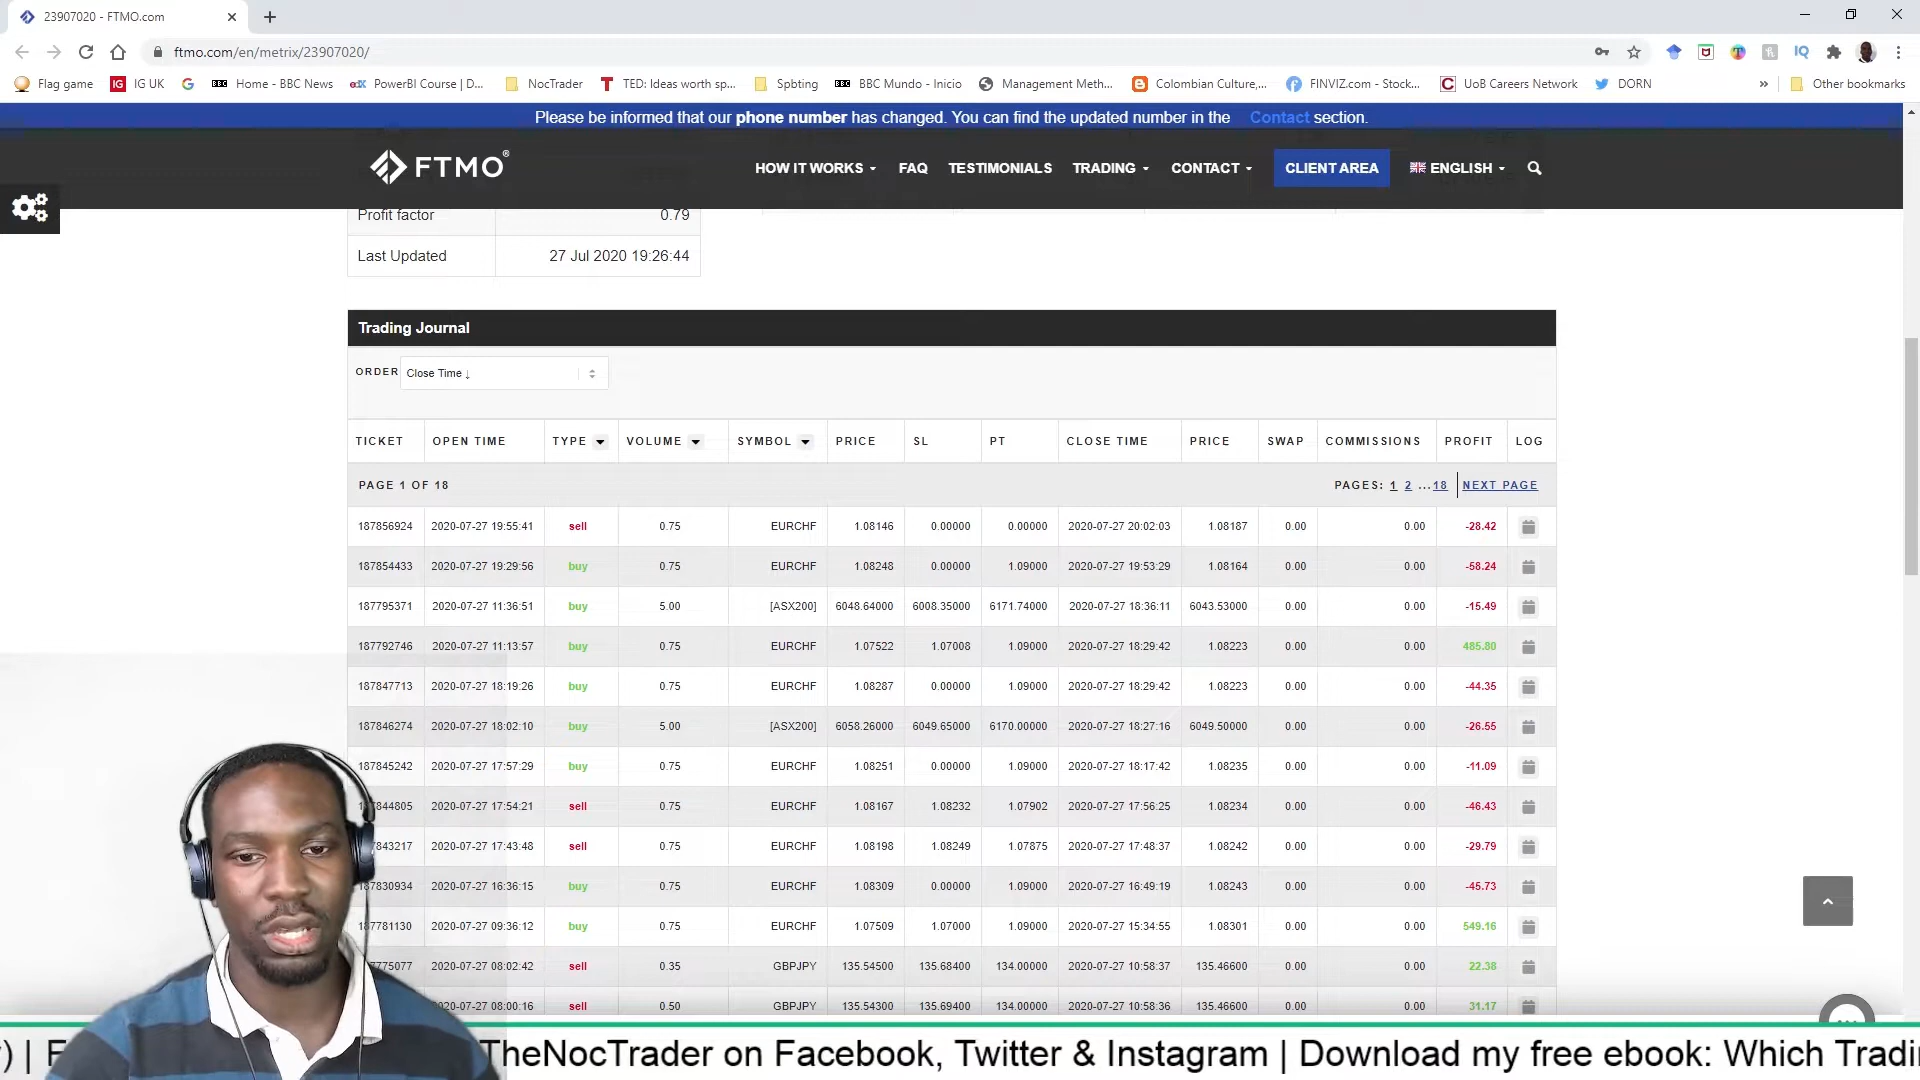 23907020 - FTMO.com
ftmo.com/en/metrix/23907020/
Flag game IG UK Home - BBC News PowerBI Course | D... NocTrader TED: Ideas worth sp... Spbting BBC Mundo - Inicio Management Meth... Colombian Culture,... FINVIZ.com - Stock... UoB Careers Network DORN » Other bookmarks
Please be informed that our phone number has changed. You can find the updated number in the Contact section.
FTMO® HOW IT WORKS FAQ TESTIMONIALS TRADING CONTACT CLIENT AREA ENGLISH
Profit factor 0.79
Last Updated 27 Jul 2020 19:26:44
Trading Journal
ORDER Close Time ↓
TICKET OPEN TIME TYPE VOLUME SYMBOL PRICE SL PT CLOSE TIME PRICE SWAP COMMISSIONS PROFIT LOG
PAGE 1 OF 18 PAGES: 1 2 ...18 NEXT PAGE
187856924 2020-07-27 19:55:41 sell 0.75 EURCHF 1.08146 0.00000 0.00000 2020-07-27 20:02:03 1.08187 0.00 0.00 -28.42
187854433 2020-07-27 19:29:56 buy 0.75 EURCHF 1.08248 0.00000 1.09000 2020-07-27 19:53:29 1.08164 0.00 0.00 -58.24
187795371 2020-07-27 11:36:51 buy 5.00 [ASX200] 6048.64000 6008.35000 6171.74000 2020-07-27 18:36:11 6043.53000 0.00 0.00 -15.49
187792746 2020-07-27 11:13:57 buy 0.75 EURCHF 1.07522 1.07008 1.09000 2020-07-27 18:29:42 1.08223 0.00 0.00 485.80
187847713 2020-07-27 18:19:26 buy 0.75 EURCHF 1.08287 0.00000 1.09000 2020-07-27 18:29:42 1.08223 0.00 0.00 -44.35
187846274 2020-07-27 18:02:10 buy 5.00 [ASX200] 6058.26000 6049.65000 6170.00000 2020-07-27 18:27:16 6049.50000 0.00 0.00 -26.55
187845242 2020-07-27 17:57:29 buy 0.75 EURCHF 1.08251 0.00000 1.09000 2020-07-27 18:17:42 1.08235 0.00 0.00 -11.09
187844805 2020-07-27 17:54:21 sell 0.75 EURCHF 1.08167 1.08232 1.07902 2020-07-27 17:56:25 1.08234 0.00 0.00 -46.43
187843217 2020-07-27 17:43:48 sell 0.75 EURCHF 1.08198 1.08249 1.07875 2020-07-27 17:48:37 1.08242 0.00 0.00 -29.79
187830934 2020-07-27 16:36:15 buy 0.75 EURCHF 1.08309 0.00000 1.09000 2020-07-27 16:49:19 1.08243 0.00 0.00 -45.73
187781130 2020-07-27 09:36:12 buy 0.75 EURCHF 1.07509 1.07000 1.09000 2020-07-27 15:34:55 1.08301 0.00 0.00 549.16
7775077 2020-07-27 08:02:42 sell 0.35 GBPJPY 135.54500 135.68400 134.00000 2020-07-27 10:58:37 135.46600 0.00 0.00 22.38
20-07-27 08:00:16 sell 0.50 GBPJPY 135.54300 135.69400 134.00000 2020-07-27 10:58:36 135.46600 0.00 0.00 31.17
) | F TheNocTrader on Facebook, Twitter & Instagram | Download my free ebook: Which Tradi